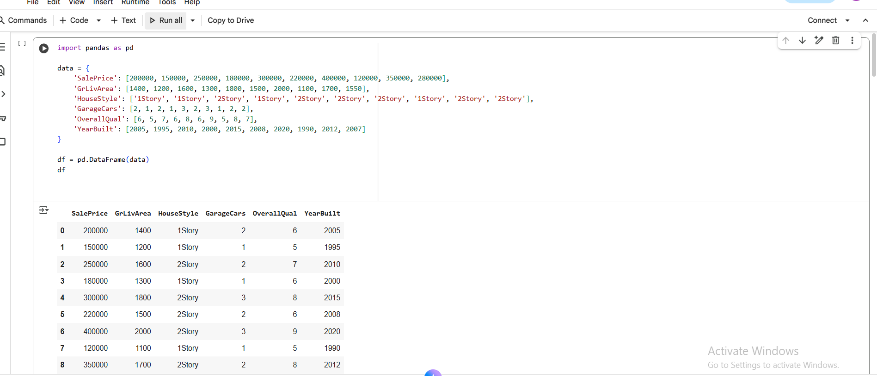 File Edit View Insert Runtime Tools Help
Commands + Code + Text Run all Copy to Drive Connect
[ ]
import pandas as pd
data = {
'SalePrice': [200000, 150000, 250000, 180000, 300000, 220000, 400000, 120000, 350000, 280000],
'GrLivArea': [1400, 1200, 1600, 1300, 1800, 1500, 2000, 1100, 1700, 1550],
'HouseStyle': ['1Story', '1Story', '2Story', '1Story', '2Story', '2Story', '2Story', '1Story', '2Story', '2Story'],
'GarageCars': [2, 1, 2, 1, 3, 2, 3, 1, 2, 2],
'OverallQual': [6, 5, 7, 6, 8, 6, 9, 5, 8, 7],
'YearBuilt': [2005, 1995, 2010, 2000, 2015, 2008, 2020, 1990, 2012, 2007]
}
df = pd.DataFrame(data)
df
SalePrice GrLivArea HouseStyle GarageCars OverallQual YearBuilt
0 200000 1400 1Story 2 6 2005
1 150000 1200 1Story 1 5 1995
2 250000 1600 2Story 2 7 2010
3 180000 1300 1Story 1 6 2000
4 300000 1800 2Story 3 8 2015
5 220000 1500 2Story 2 6 2008
6 400000 2000 2Story 3 9 2020
7 120000 1100 1Story 1 5 1990
8 350000 1700 2Story 2 8 2012
Activate Windows
Go to Settings to activate Windows.